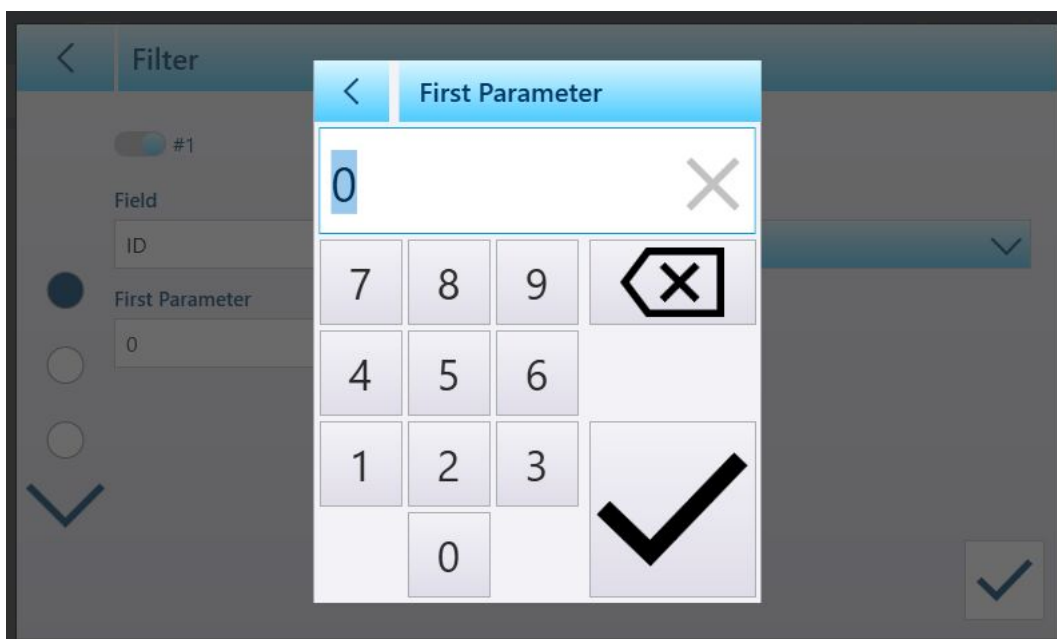 Filter
#1
Field
ID
First Parameter
0
First Parameter
0
7 8 9
4 5 6
1 2 3
0